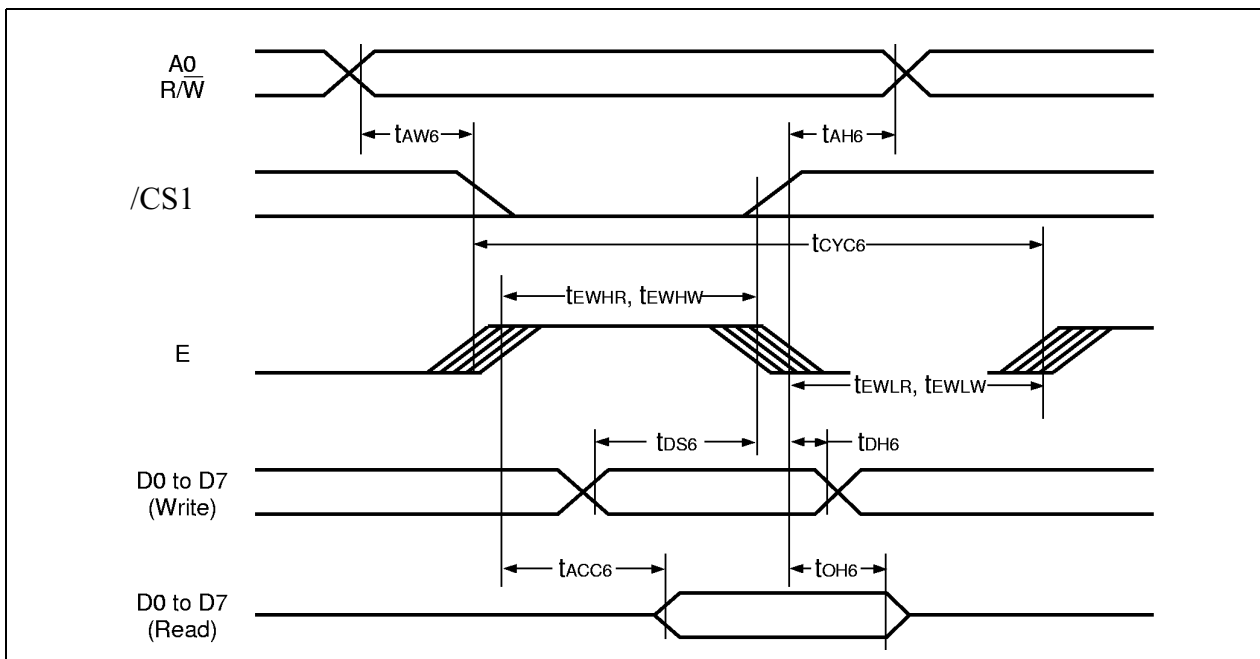 A0
R/W̅
tAW6 tAH6
/CS1
tCYC6
tEWHR, tEWHW
E
tEWLR, tEWLW
tDS6 tDH6
D0 to D7
(Write)
tACC6 tOH6
D0 to D7
(Read)